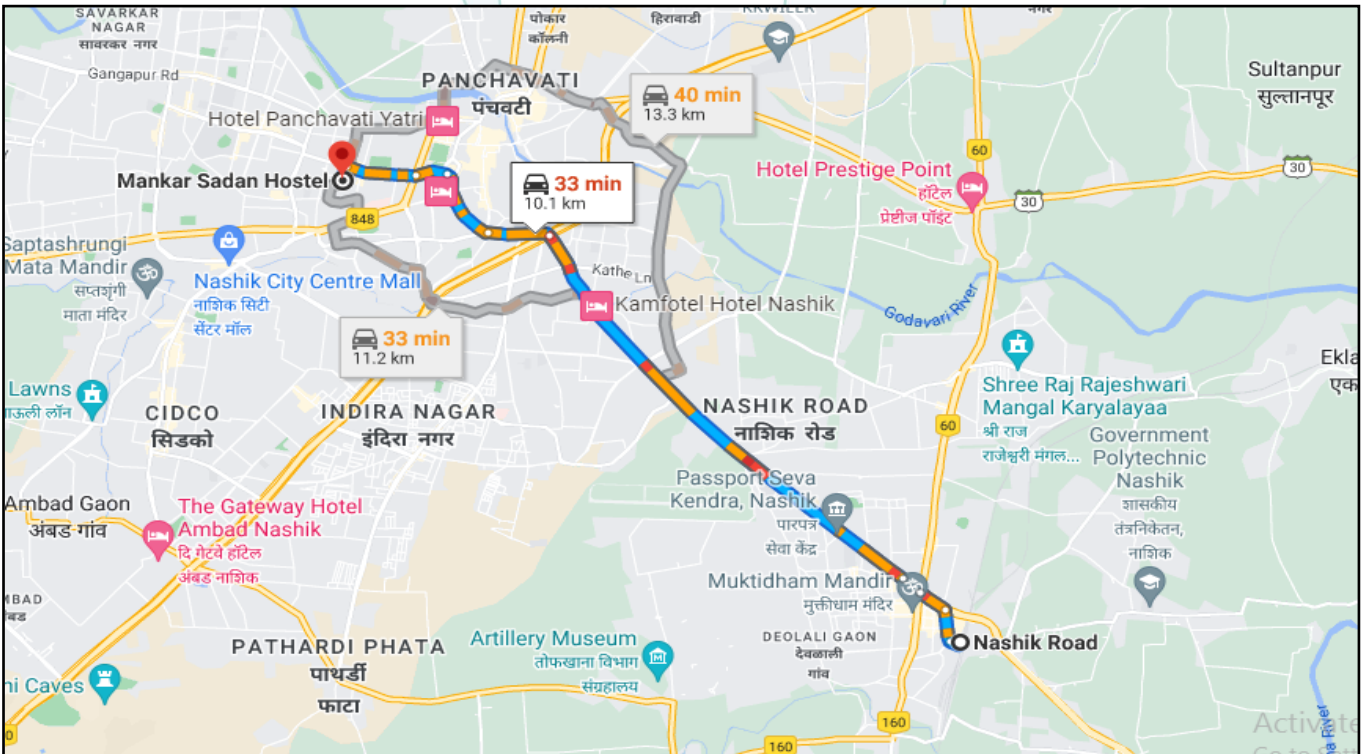 SAVARKAR
NAGAR
सावरकर नगर
पोकार
कॉलनी
हिरावाडी
नगर
Gangapur Rd
PANCHAVATI
पंचवटी
40 min
13.3 km
Sultanpur
सुल्तानपूर
Hotel Panchavati Yatri
60
Hotel Prestige Point
हॉटेल
प्रेष्टीज पॉइंट
30
30
Mankar Sadan Hostel
33 min
10.1 km
848
Saptashrungi
Mata Mandir
सप्तशृंगी
माता मंदिर
Nashik City Centre Mall
नाशिक सिटी
सेंटर मॉल
Kathe Ln
Kamfotel Hotel Nashik
Godavari River
33 min
11.2 km
Shree Raj Rajeshwari
Mangal Karyalayaa
श्री राज
राजेश्वरी मंगल...
Lawns
लॉन
CIDCO
सिडको
INDIRA NAGAR
इंदिरा नगर
NASHIK ROAD
नाशिक रोड
60
Government
Polytechnic
Nashik
शासकीय
तंत्रनिकेतन,
नाशिक
Passport Seva
Kendra, Nashik
पारपत्र
सेवा केंद्र
Ambad Gaon
अंबड गांव
The Gateway Hotel
Ambad Nashik
दि गेटवे हॉटेल
अंबड नाशिक
Muktidham Mandir
मुक्तीधाम मंदिर
DEOLALI GAON
देवळाली
गांव
Nashik Road
PATHARDI PHATA
पाथर्डी
फाटा
Artillery Museum
तोफखाना विभाग
संग्रहालय
Caves
160
160